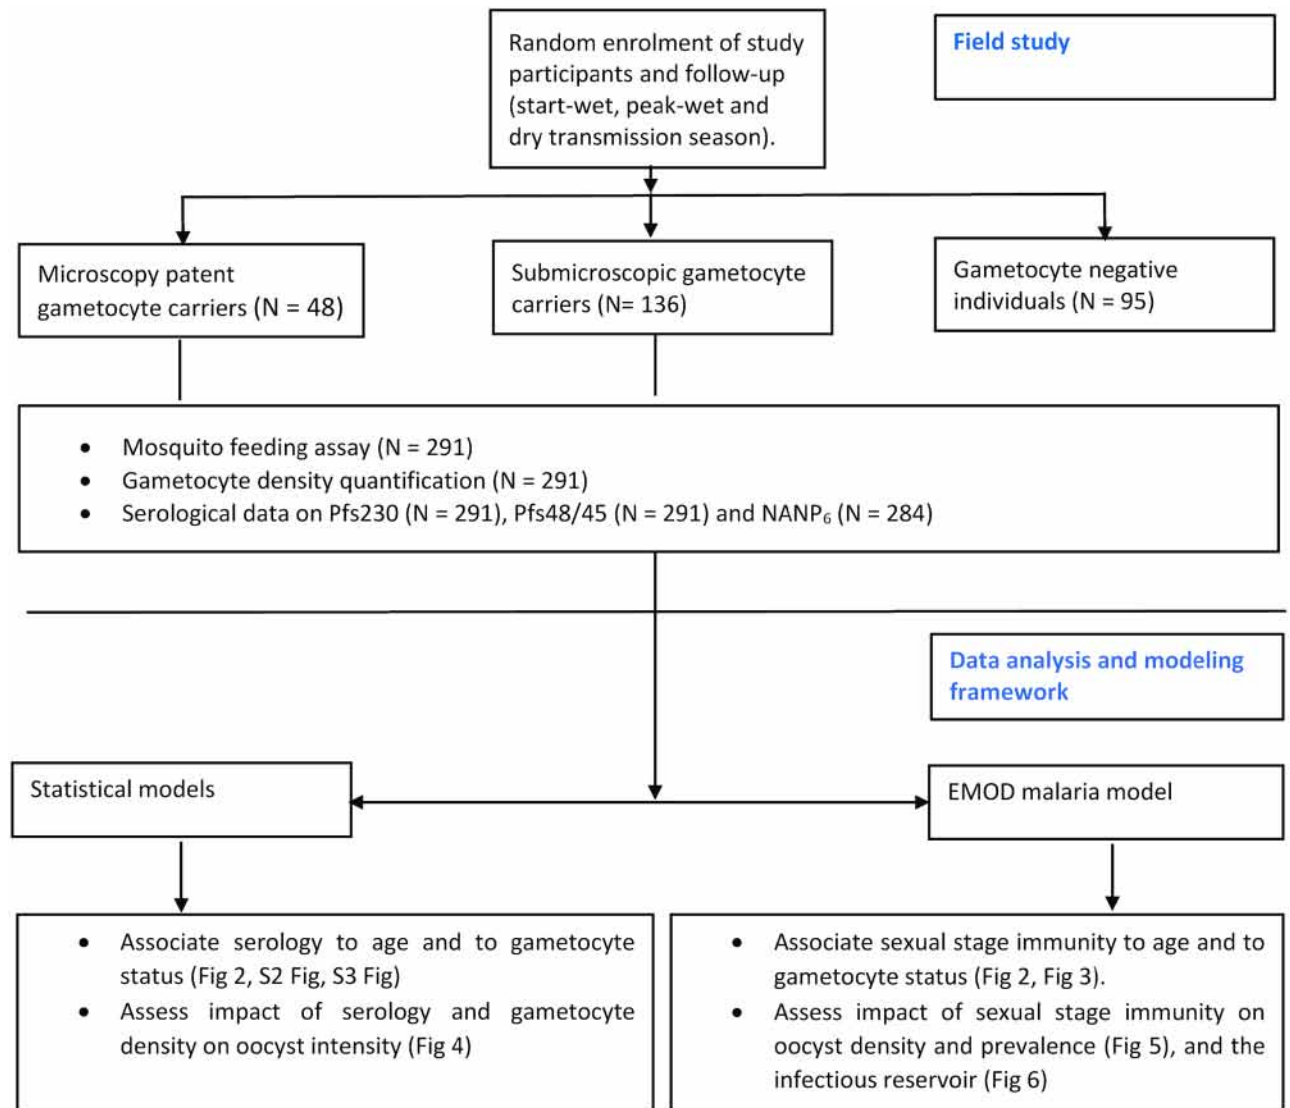 Random enrolment of study
participants and follow-up
(start-wet, peak-wet and
dry transmission season).
Field study
Microscopy patent
gametocyte carriers (N = 48)
Submicroscopic gametocyte
carriers (N= 136)
Gametocyte negative
individuals (N = 95)
• Mosquito feeding assay (N = 291)
• Gametocyte density quantification (N = 291)
• Serological data on Pfs230 (N = 291), Pfs48/45 (N = 291) and NANP₆ (N = 284)
Data analysis and modeling
framework
Statistical models
EMOD malaria model
• Associate serology to age and to gametocyte
status (Fig 2, S2 Fig, S3 Fig)
• Assess impact of serology and gametocyte
density on oocyst intensity (Fig 4)
• Associate sexual stage immunity to age and to
gametocyte status (Fig 2, Fig 3).
• Assess impact of sexual stage immunity on
oocyst density and prevalence (Fig 5), and the
infectious reservoir (Fig 6)